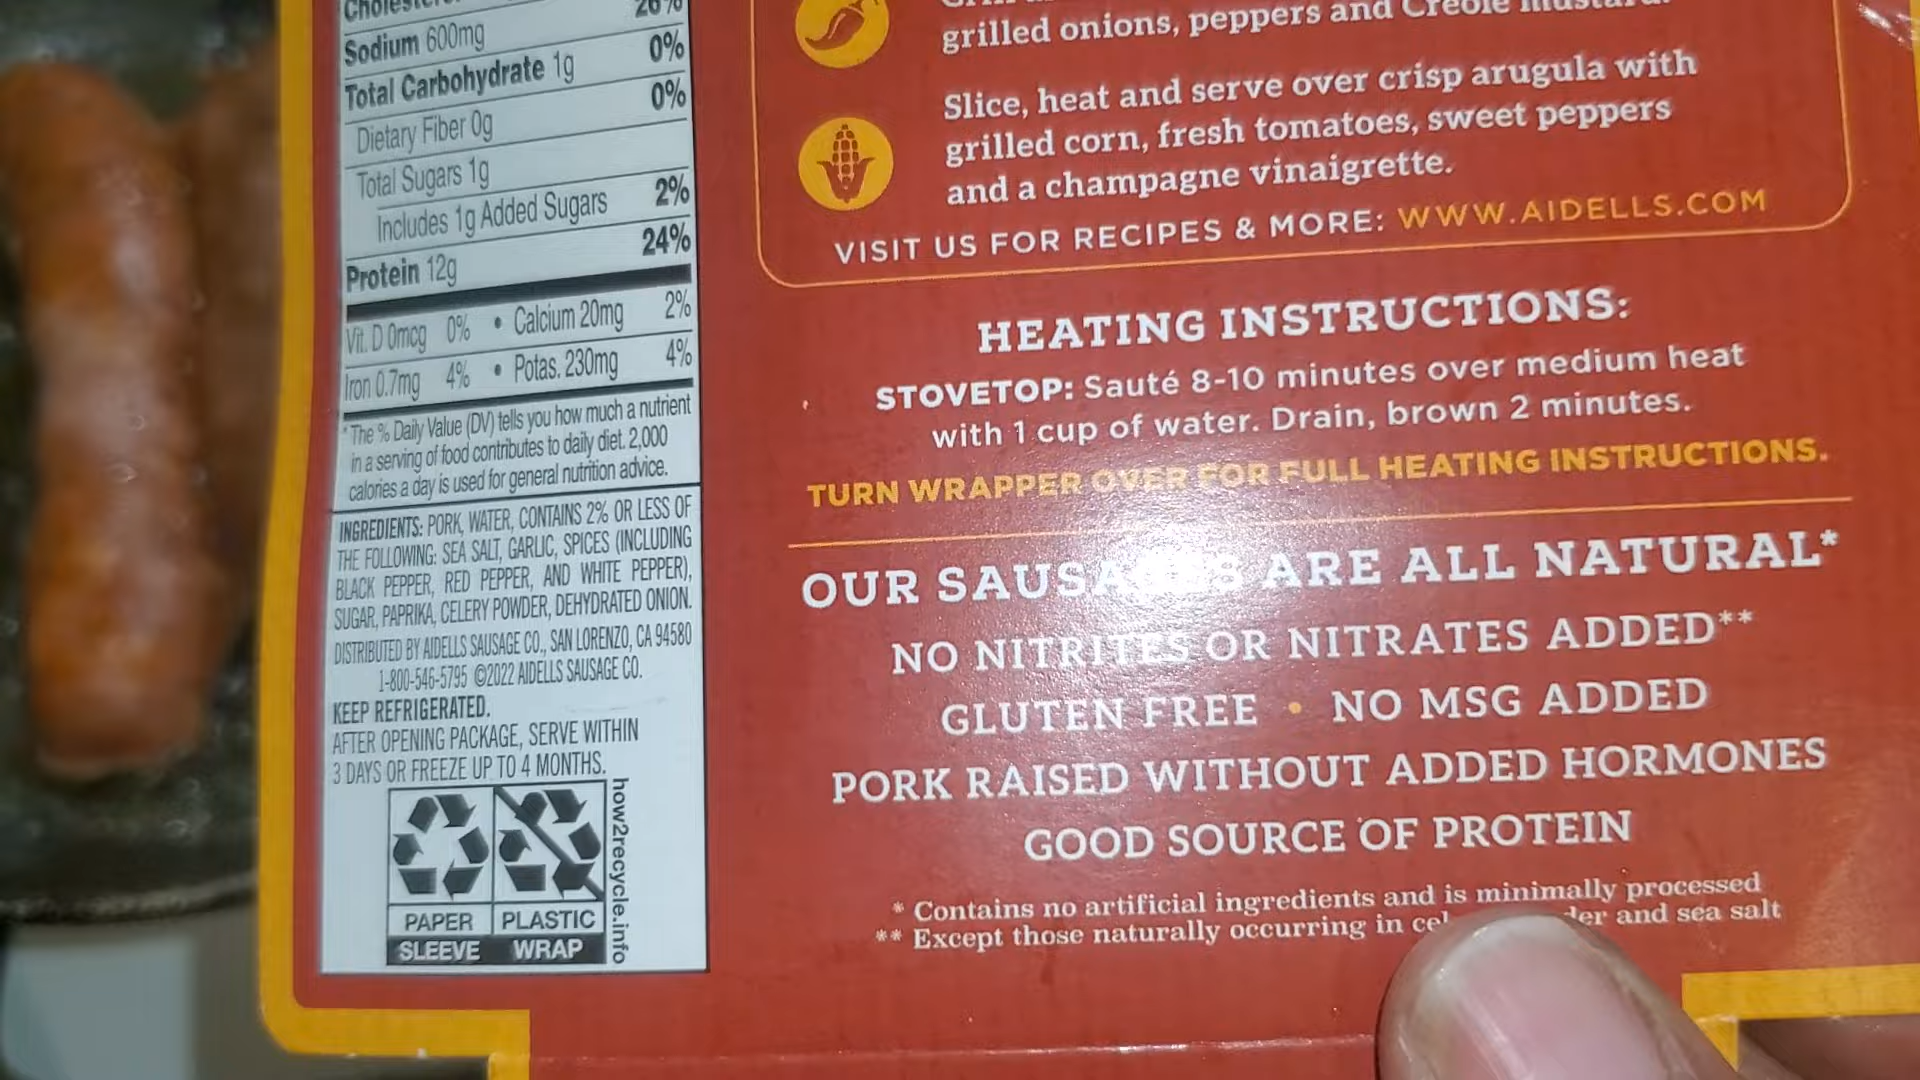 Sodium 600mg 26%
Total Carbohydrate 1g 0%
Dietary Fiber 0g 0%
Total Sugars 1g
Includes 1g Added Sugars 2%
Protein 12g 24%
Vit. D 0mcg 0% • Calcium 20mg 2%
Iron 0.7mg 4% • Potas. 230mg 4%
*The % Daily Value (DV) tells you how much a nutrient
in a serving of food contributes to daily diet. 2,000
calories a day is used for general nutrition advice.
INGREDIENTS: PORK, WATER, CONTAINS 2% OR LESS OF
THE FOLLOWING: SEA SALT, GARLIC, SPICES (INCLUDING
BLACK PEPPER, RED PEPPER, AND WHITE PEPPER),
SUGAR, PAPRIKA, CELERY POWDER, DEHYDRATED ONION.
DISTRIBUTED BY AIDELLS SAUSAGE CO., SAN LORENZO, CA 94580
1-800-546-5795 ©2022 AIDELLS SAUSAGE CO.
KEEP REFRIGERATED.
AFTER OPENING PACKAGE, SERVE WITHIN
3 DAYS OR FREEZE UP TO 4 MONTHS.
PAPER PLASTIC
SLEEVE WRAP
how2recycle.info
grilled onions, peppers and Creole mustard.
Slice, heat and serve over crisp arugula with
grilled corn, fresh tomatoes, sweet peppers
and a champagne vinaigrette.
VISIT US FOR RECIPES & MORE: WWW.AIDELLS.COM
HEATING INSTRUCTIONS:
STOVETOP: Sauté 8-10 minutes over medium heat
with 1 cup of water. Drain, brown 2 minutes.
TURN WRAPPER OVER FOR FULL HEATING INSTRUCTIONS.
OUR SAUSAGES ARE ALL NATURAL*
NO NITRITES OR NITRATES ADDED**
GLUTEN FREE • NO MSG ADDED
PORK RAISED WITHOUT ADDED HORMONES
GOOD SOURCE OF PROTEIN
* Contains no artificial ingredients and is minimally processed
** Except those naturally occurring in and sea salt